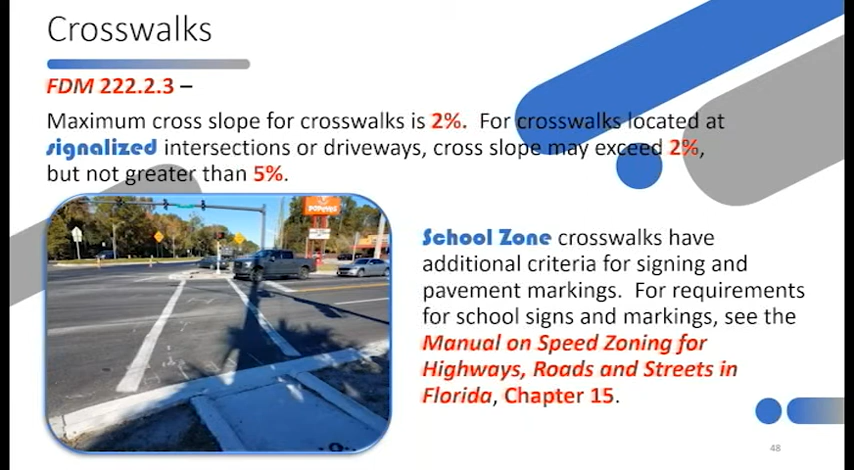 Crosswalks
FDM 222.2.3 –
Maximum cross slope for crosswalks is 2%. For crosswalks located at
signalized intersections or driveways, cross slope may exceed 2%,
but not greater than 5%.
POPEYES
School Zone crosswalks have
additional criteria for signing and
pavement markings. For requirements
for school signs and markings, see the
Manual on Speed Zoning for
Highways, Roads and Streets in
Florida, Chapter 15.
48